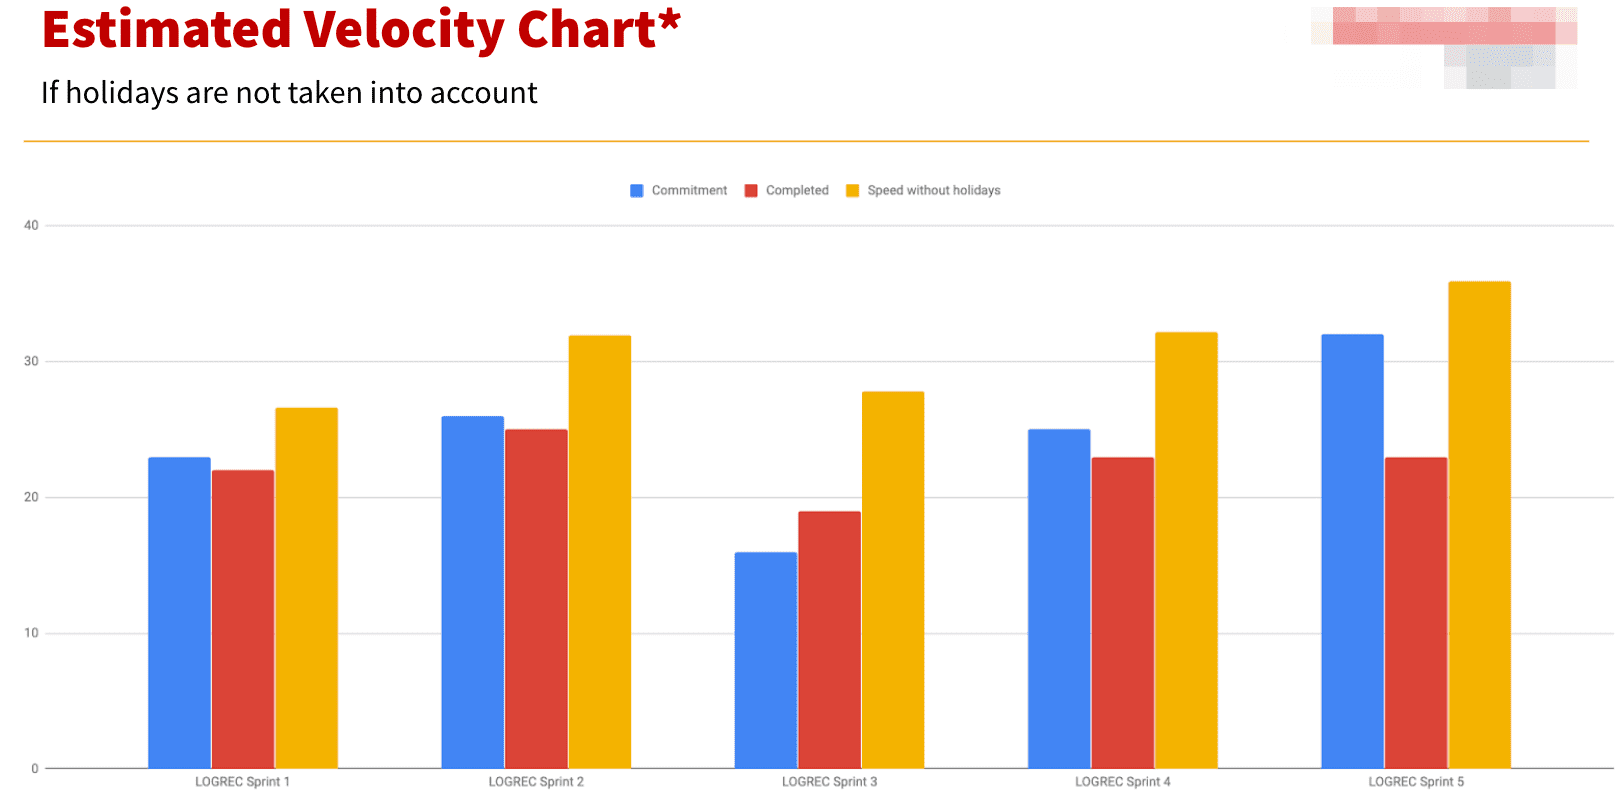 Estimated Velocity Chart*
If holidays are not taken into account
Commitment Completed Speed without holidays
40
30
20
10
0
LOGREC Sprint 1 LOGREC Sprint 2 LOGREC Sprint 3 LOGREC Sprint 4 LOGREC Sprint 5